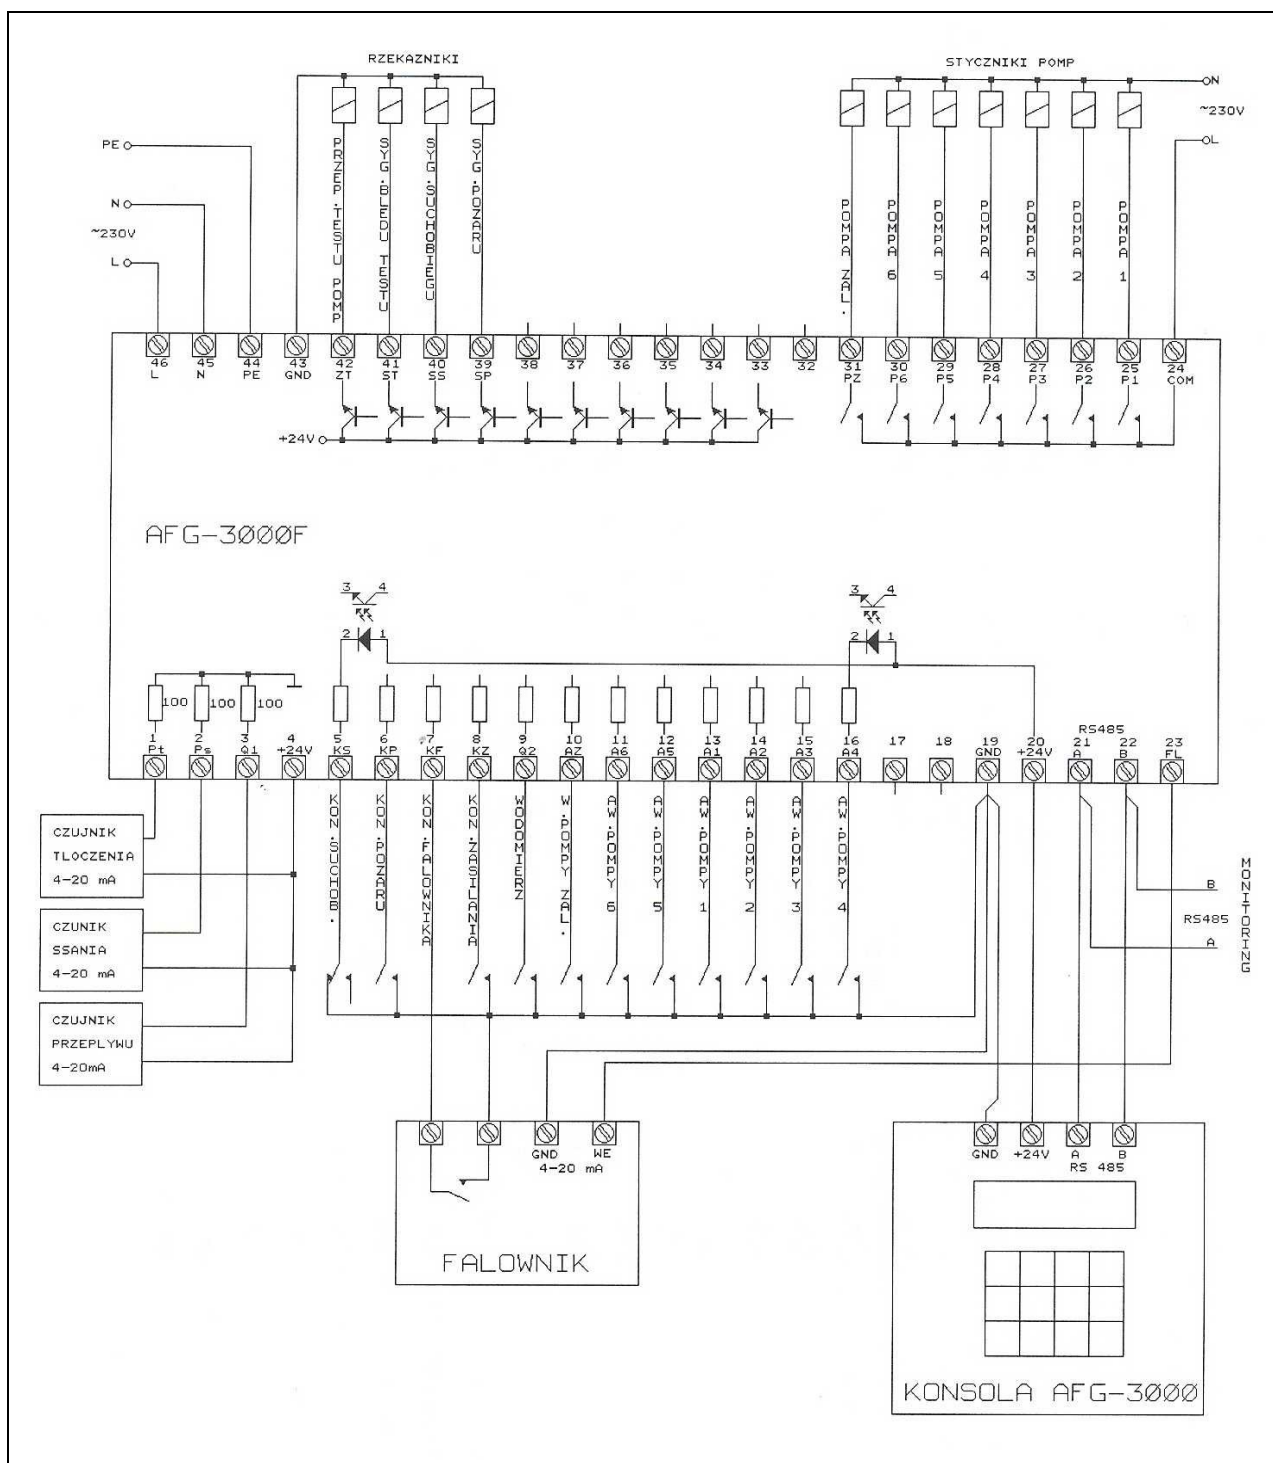 RZEKAZNIKI
STYCZNIKI POMP
N
~230V
L
PE
N
~230V
L
PRZEP.TESTU POMP
SYG.BLEDU TESTU
SYG.SUCHOBIEGU
SYG.POZARU
POMPA ZAL.
POMPA 6
POMPA 5
POMPA 4
POMPA 3
POMPA 2
POMPA 1
46 45 44 43 42 41 40 39 38 37 36 35 34 33 32 31 30 29 28 27 26 25 24
L N PE GND ZT ST SS SP PZ P6 P5 P4 P3 P2 P1 COM
+24V
AFG-3000F
3 4
2 1
3 4
2 1
100 100 100
1 2 3 4 5 6 7 8 9 10 11 12 13 14 15 16 17 18 19 20 21 22 23
RS485
Pt Ps Q1 +24V KS KP KF KZ Q2 AZ A6 A5 A1 A2 A3 A4 GND +24V A B FL
KON.SUCHOB.
KON.POZARU
KON.FALOWNIKA
KON.ZASILANIA
WODOMIERZ
W.POMPY ZAL.
AW.POMPY 6
AW.POMPY 5
AW.POMPY 1
AW.POMPY 2
AW.POMPY 3
AW.POMPY 4
CZUJNIK
TLOCZENIA
4-20 mA
CZUNIK
SSANIA
4-20 mA
CZUJNIK
PRZEPLYWU
4-20mA
B
RS485
A
MONITORING
GND WE
4-20 mA
FALOWNIK
GND +24V A B
RS 485
KONSOLA AFG-3000